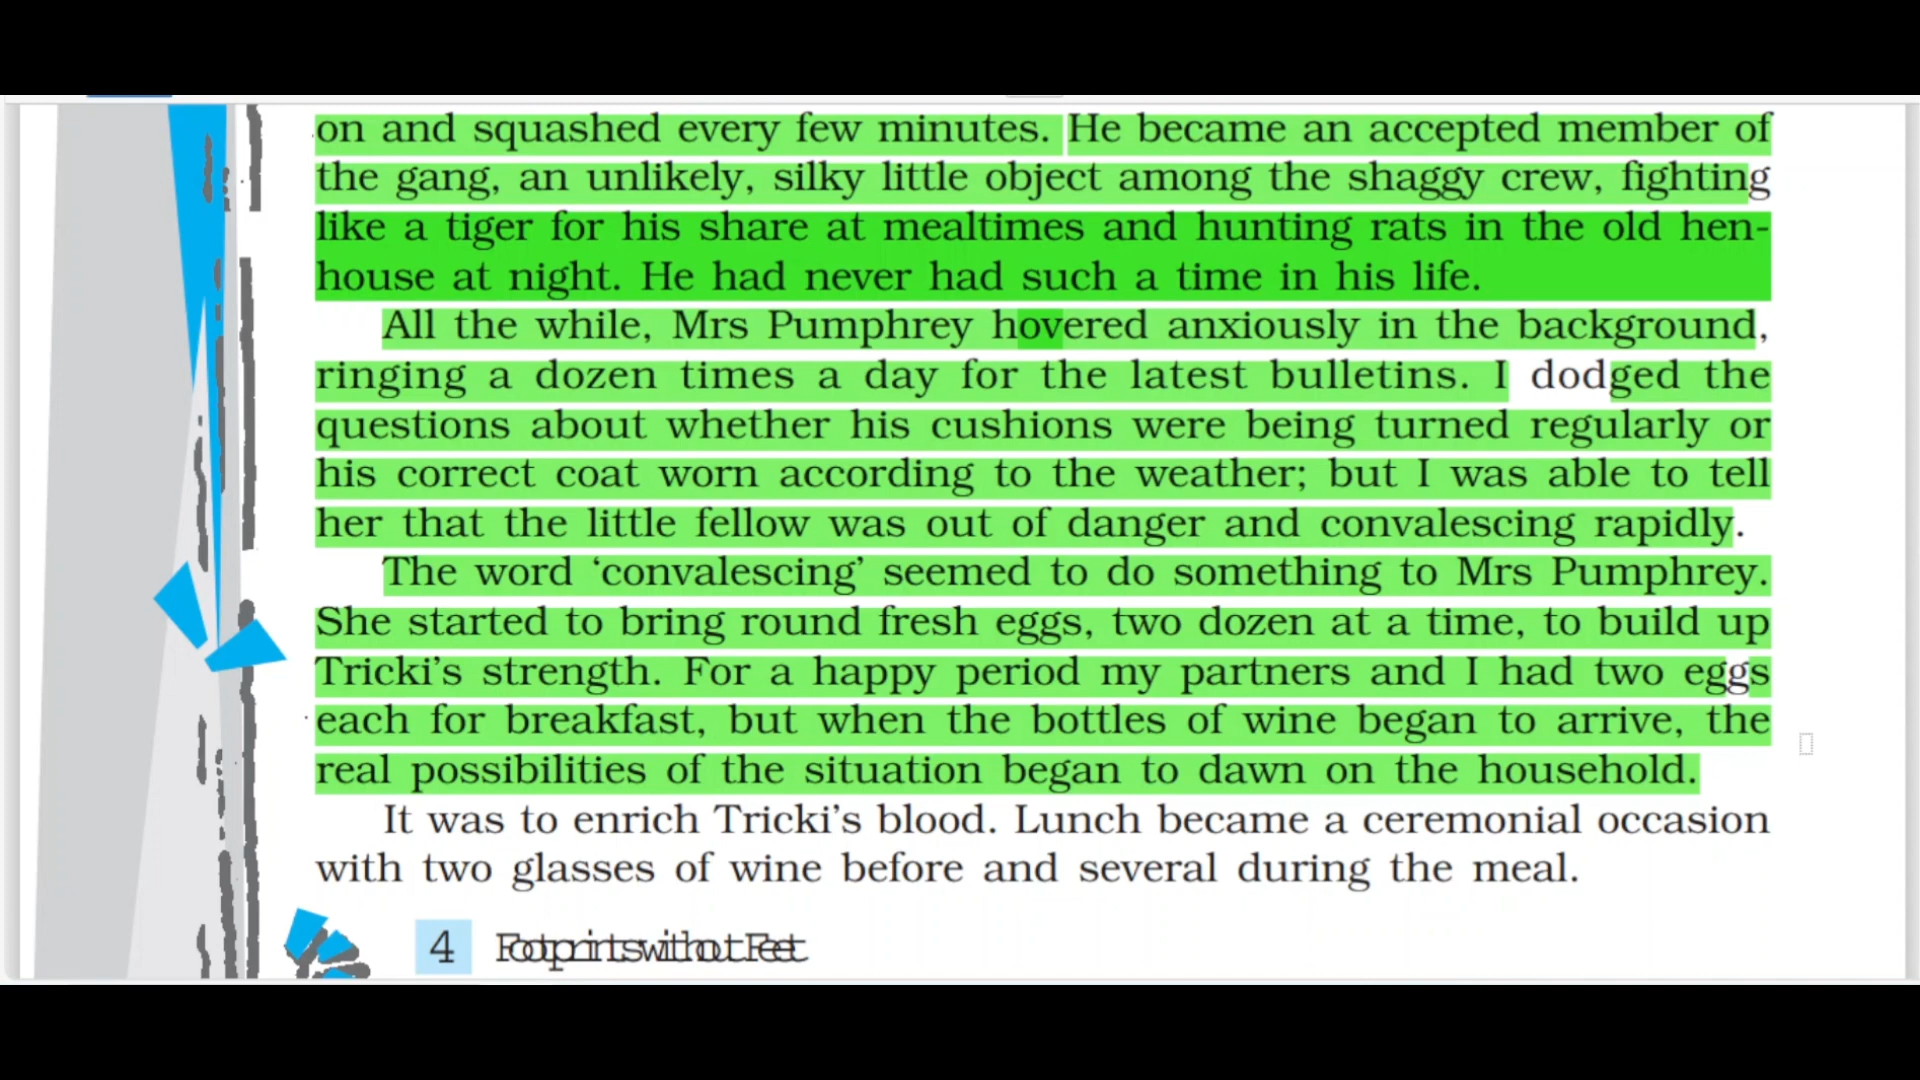 on and squashed every few minutes. He became an accepted member of
the gang, an unlikely, silky little object among the shaggy crew, fighting
like a tiger for his share at mealtimes and hunting rats in the old hen-
house at night. He had never had such a time in his life.
All the while, Mrs Pumphrey hovered anxiously in the background,
ringing a dozen times a day for the latest bulletins. I dodged the
questions about whether his cushions were being turned regularly or
his correct coat worn according to the weather; but I was able to tell
her that the little fellow was out of danger and convalescing rapidly.
The word ‘convalescing’ seemed to do something to Mrs Pumphrey.
She started to bring round fresh eggs, two dozen at a time, to build up
Tricki’s strength. For a happy period my partners and I had two eggs
each for breakfast, but when the bottles of wine began to arrive, the
real possibilities of the situation began to dawn on the household.
It was to enrich Tricki’s blood. Lunch became a ceremonial occasion
with two glasses of wine before and several during the meal.
4 Footprints without Feet